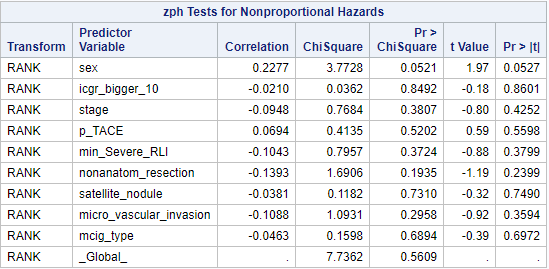 zph Tests for Nonproportional Hazards
Transform Predictor Variable Correlation ChiSquare Pr > ChiSquare t Value Pr > |t|
RANK sex 0.2277 3.7728 0.0521 1.97 0.0527
RANK icgr_bigger_10 -0.0210 0.0362 0.8492 -0.18 0.8601
RANK stage -0.0948 0.7684 0.3807 -0.80 0.4252
RANK p_TACE 0.0694 0.4135 0.5202 0.59 0.5598
RANK min_Severe_RLI -0.1043 0.7957 0.3724 -0.88 0.3799
RANK nonanatom_resection -0.1393 1.6906 0.1935 -1.19 0.2399
RANK satellite_nodule -0.0381 0.1182 0.7310 -0.32 0.7490
RANK micro_vascular_invasion -0.1088 1.0931 0.2958 -0.92 0.3594
RANK mcig_type -0.0463 0.1598 0.6894 -0.39 0.6972
RANK _Global_ . 7.7362 0.5609 . .